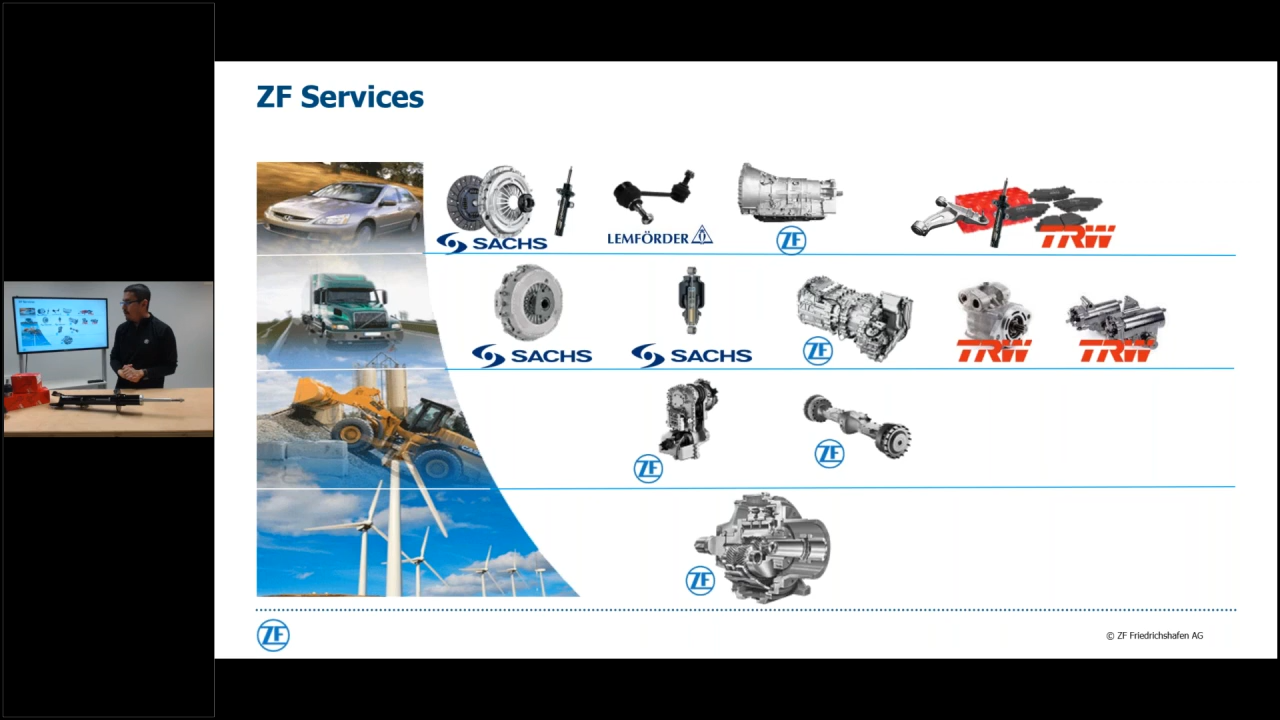 ZF Services
SACHS
LEMFÖRDER
ZF
TRW
SACHS
SACHS
ZF
TRW
TRW
ZF
ZF
ZF
ZF
© ZF Friedrichshafen AG